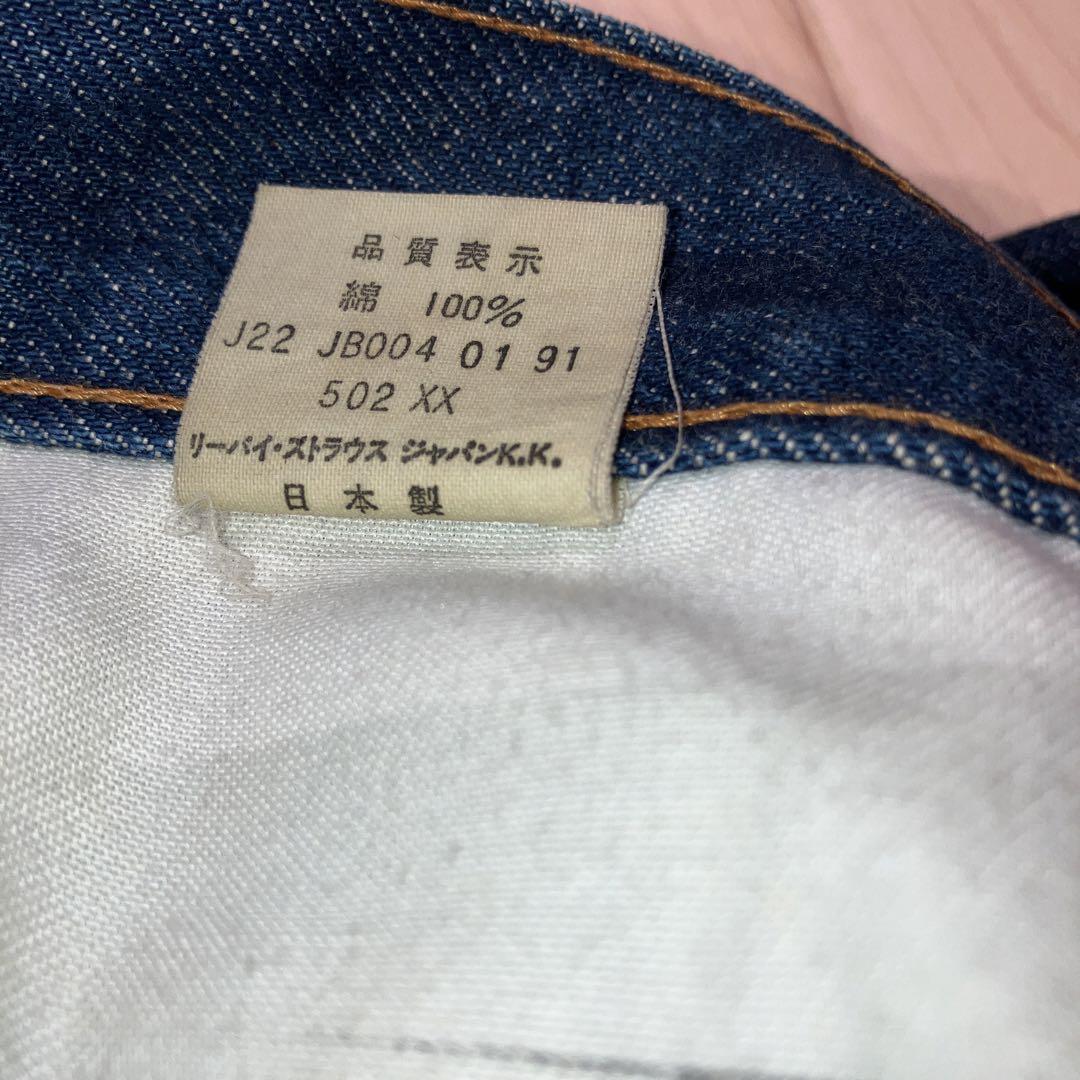 品質表示
綿 100%
J22 JB004 01 91
502 XX
リーバイ・ストラウス ジャパンK.K.
日本製